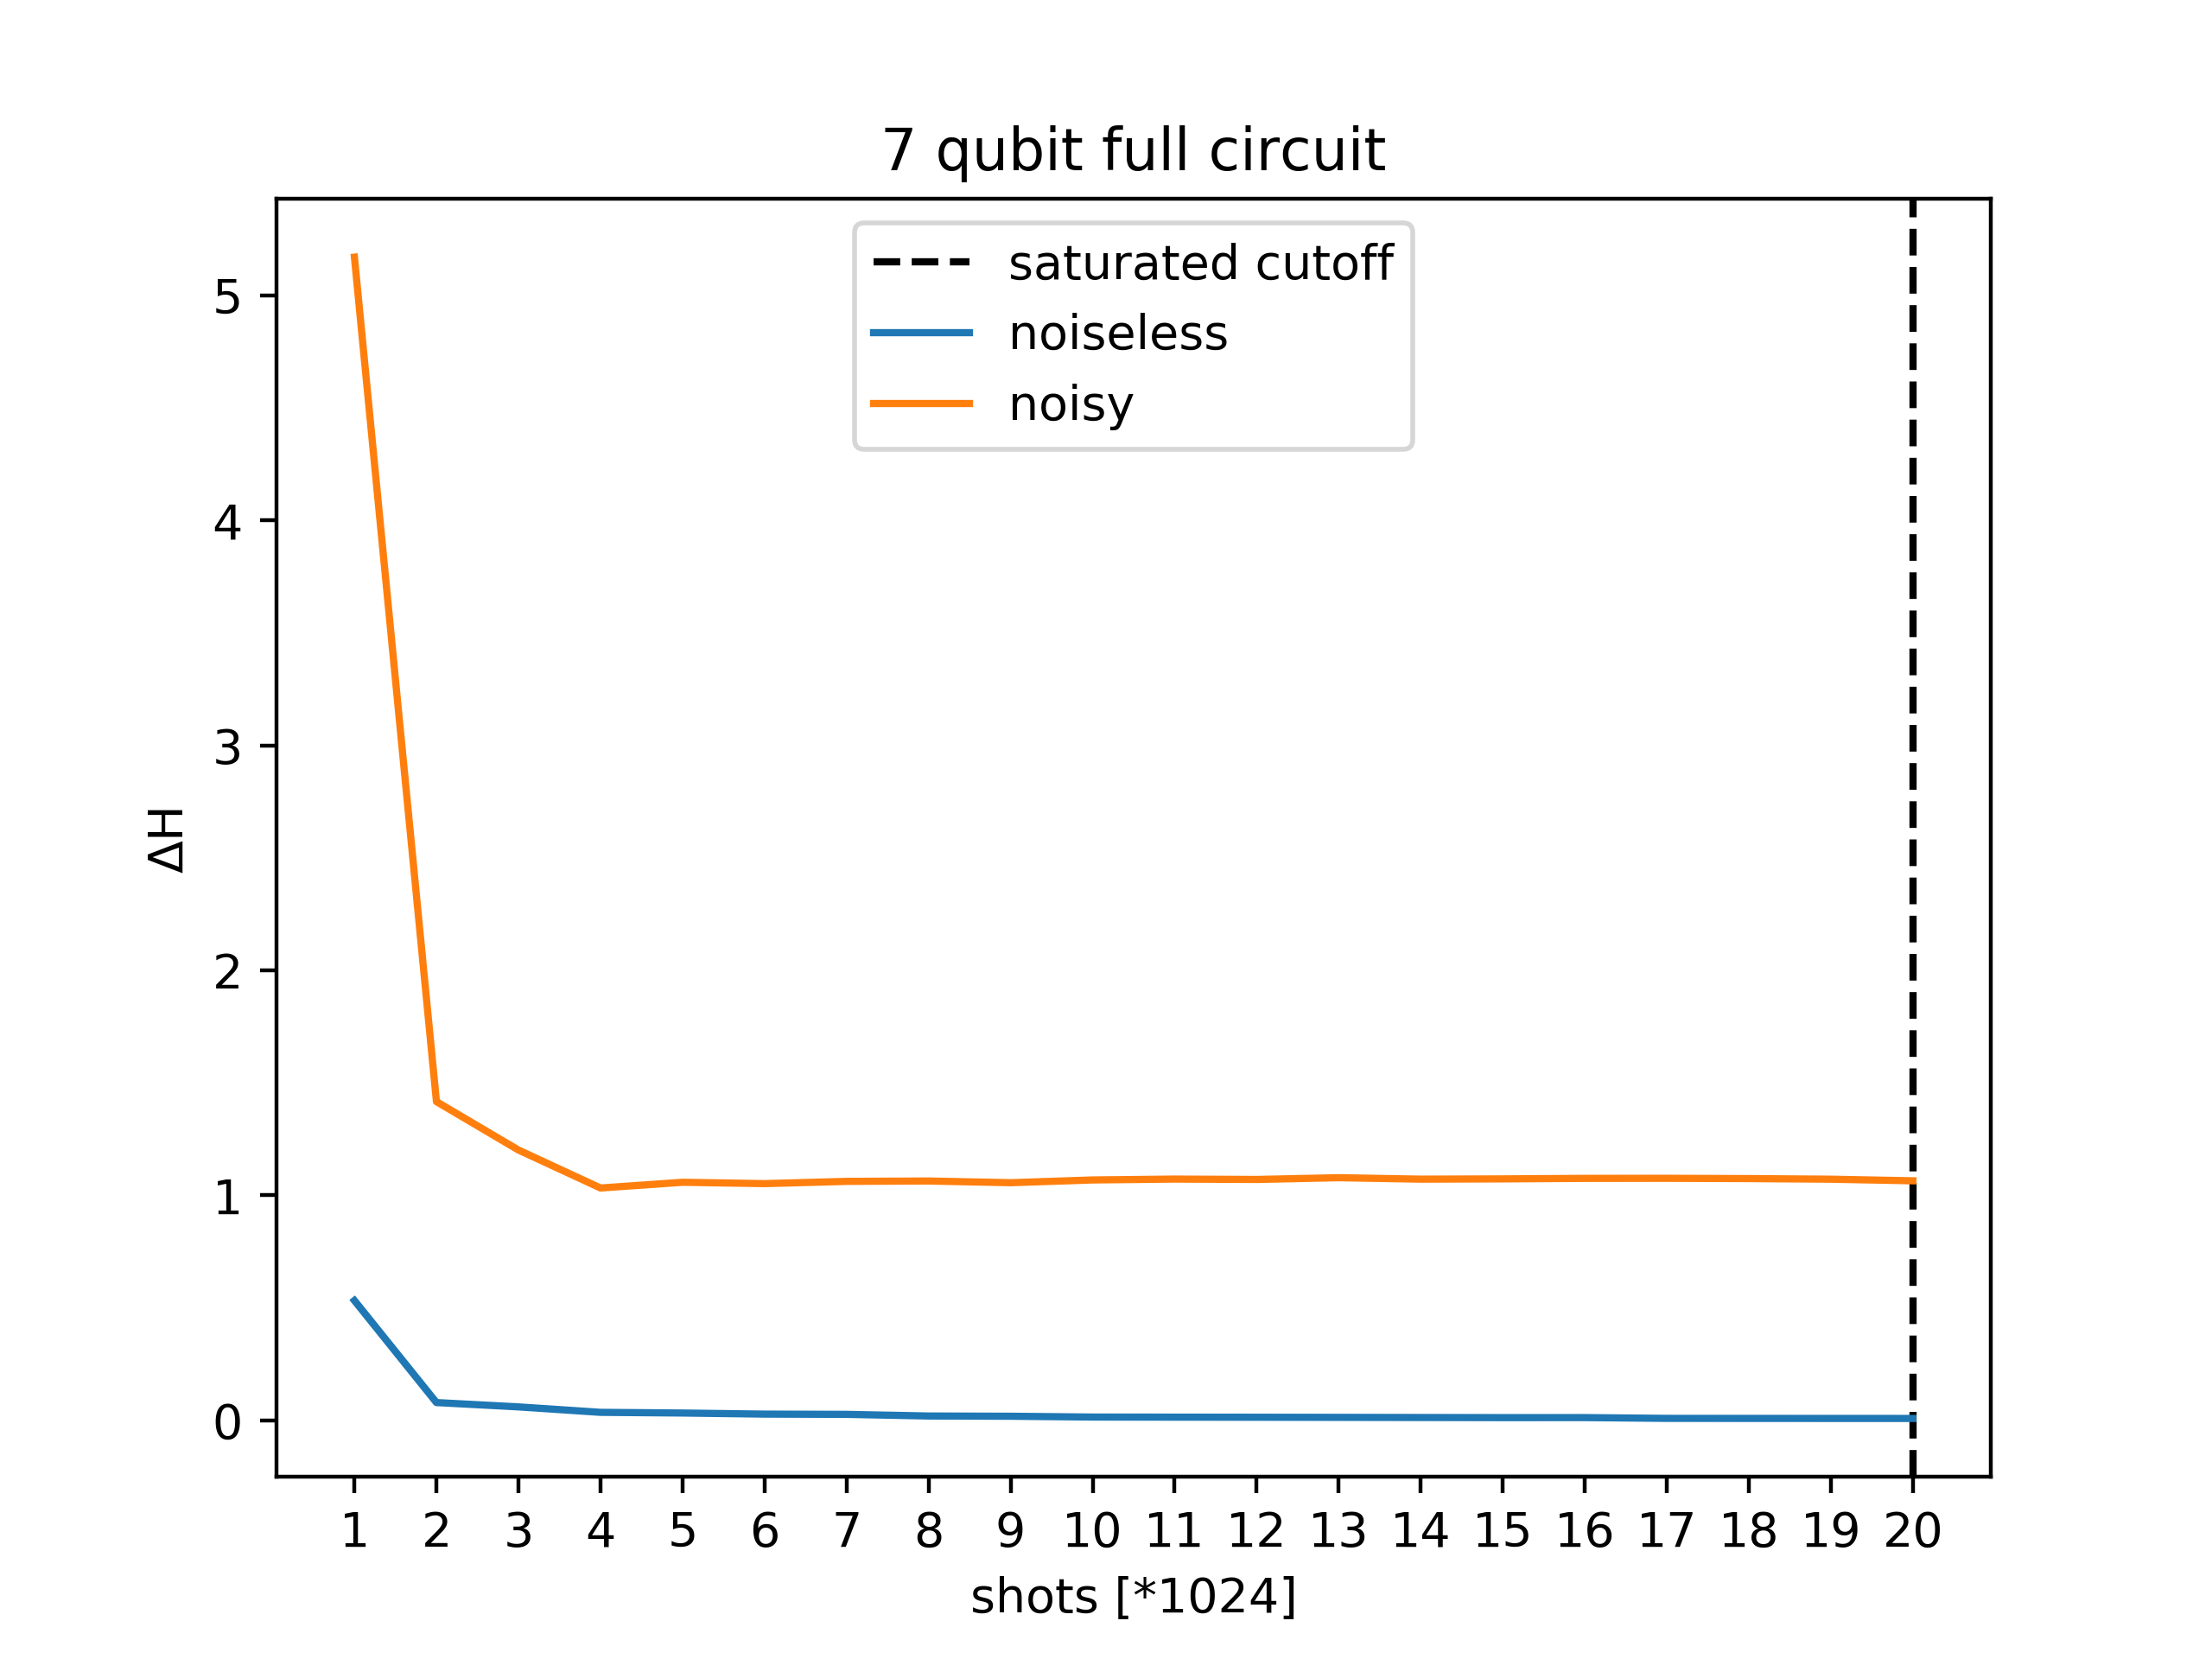 7 qubit full circuit
saturated cutoff
noiseless
noisy
5
4
3
2
1
0
ΔH
1 2 3 4 5 6 7 8 9 10 11 12 13 14 15 16 17 18 19 20
shots [*1024]